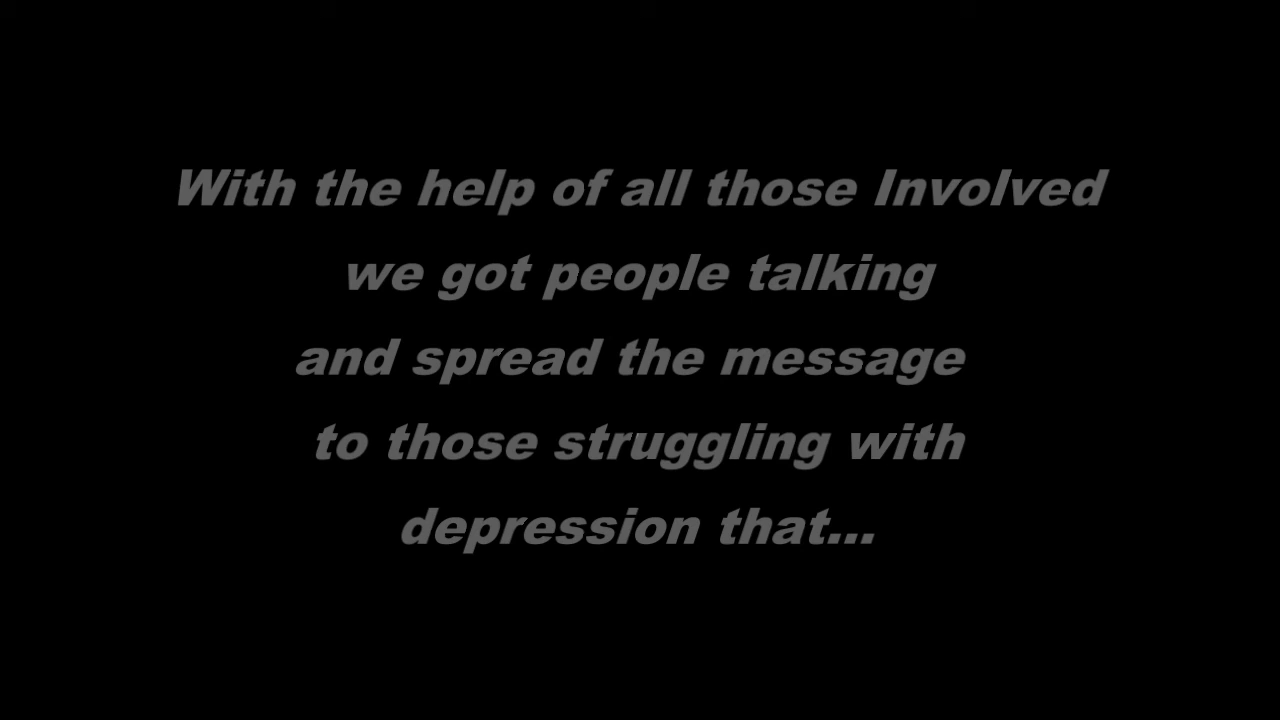 With the help of all those Involved
we got people talking
and spread the message
to those struggling with
depression that...